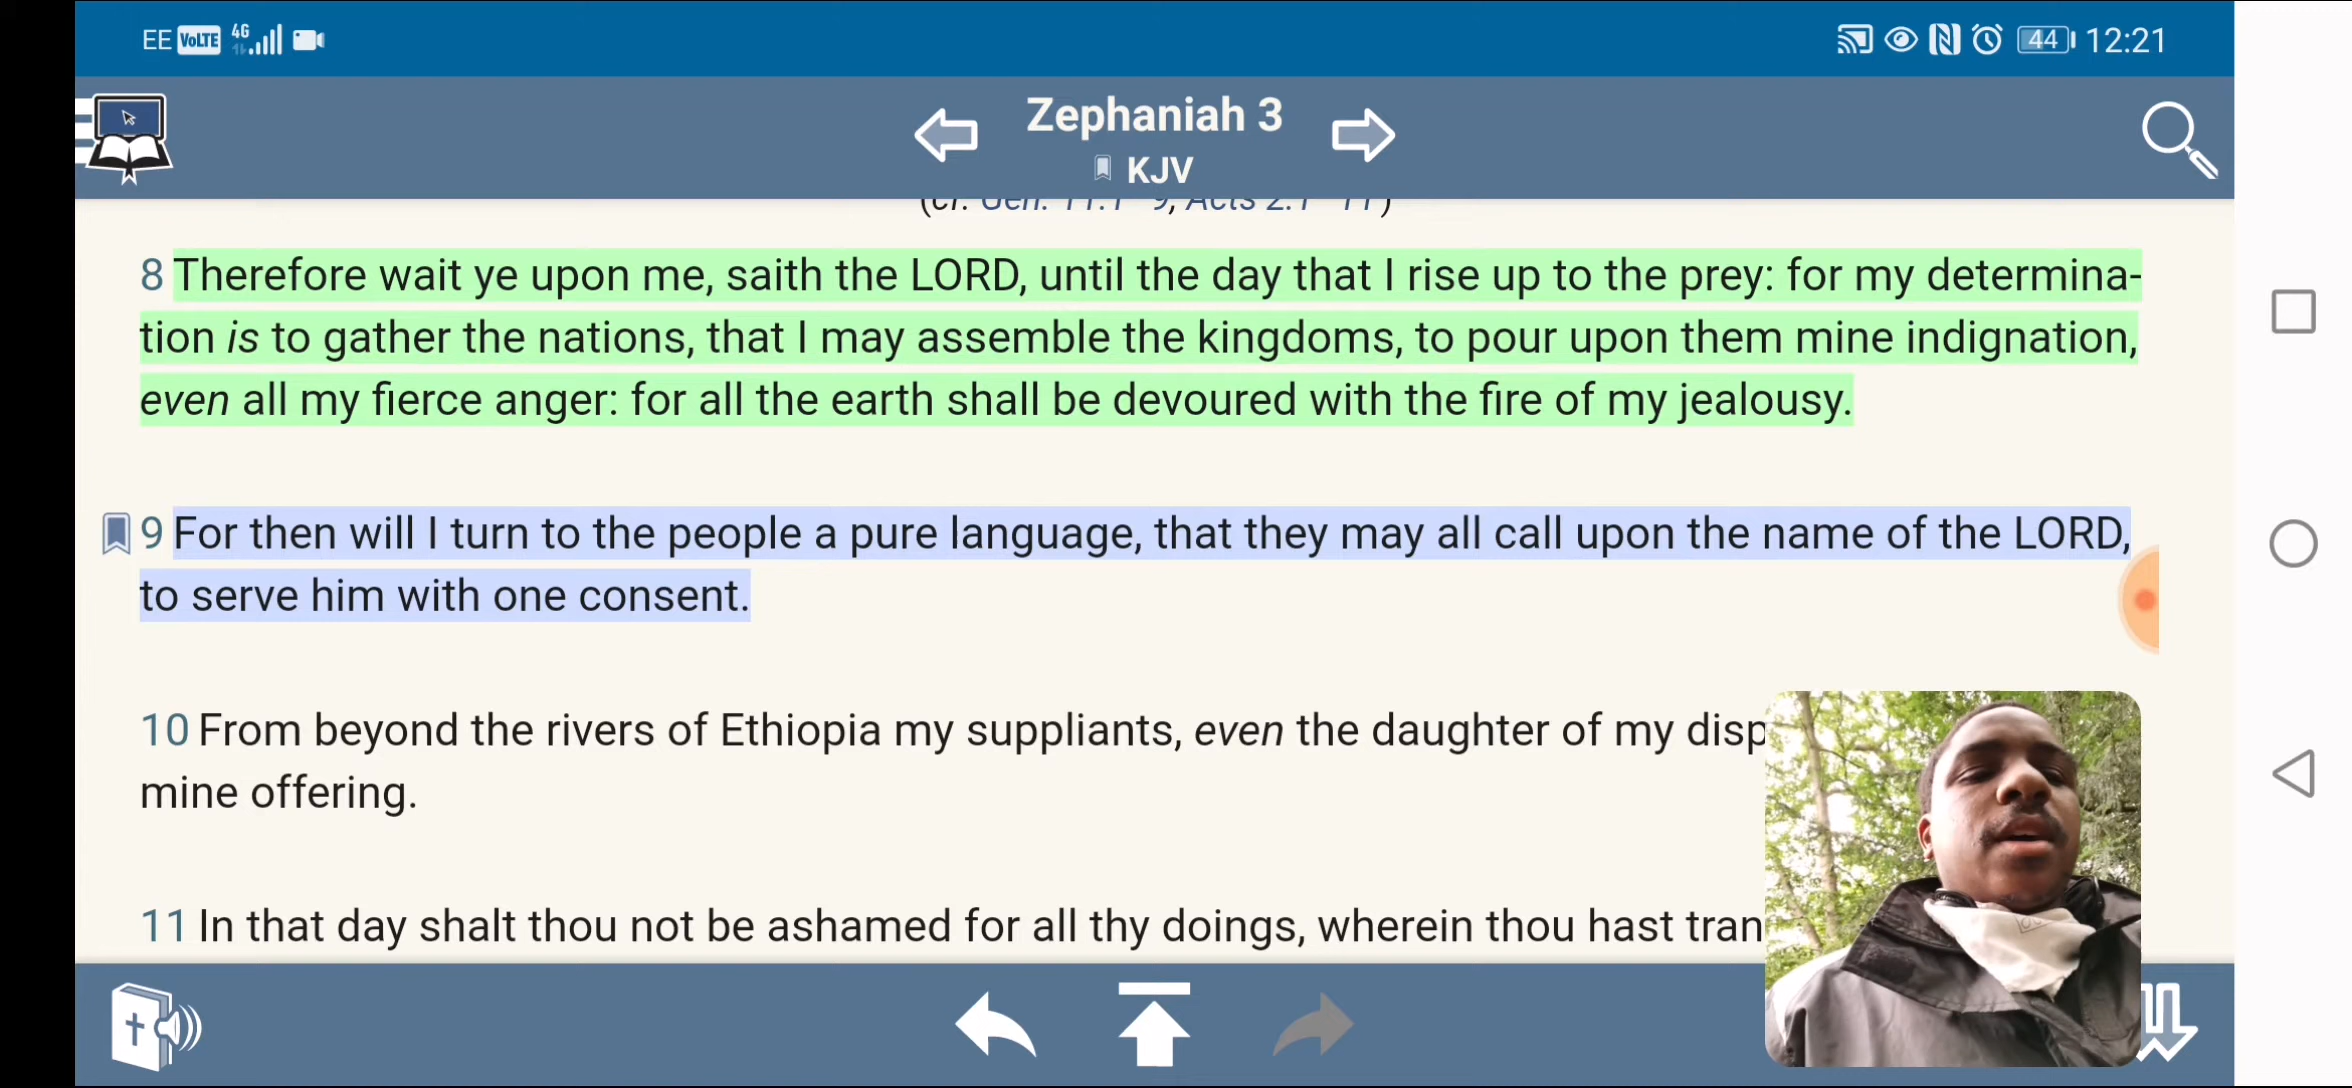 EE VoLTE 4G 44 12:21
Zephaniah 3
KJV
8 Therefore wait ye upon me, saith the LORD, until the day that I rise up to the prey: for my determina-
tion is to gather the nations, that I may assemble the kingdoms, to pour upon them mine indignation,
even all my fierce anger: for all the earth shall be devoured with the fire of my jealousy.
9 For then will I turn to the people a pure language, that they may all call upon the name of the LORD,
to serve him with one consent.
10 From beyond the rivers of Ethiopia my suppliants, even the daughter of my disp
mine offering.
11 In that day shalt thou not be ashamed for all thy doings, wherein thou hast tran